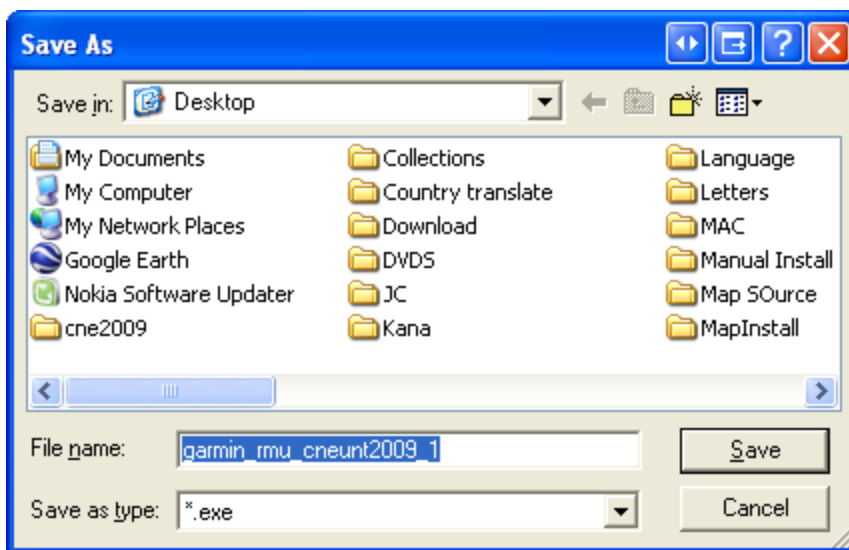 Save As
Save in: Desktop
My Documents Collections Language
My Computer Country translate Letters
My Network Places Download MAC
Google Earth DVDS Manual Install
Nokia Software Updater JC Map SOurce
cne2009 Kana MapInstall
File name: garmin_rmu_cneunt2009_1 Save
Save as type: *.exe Cancel